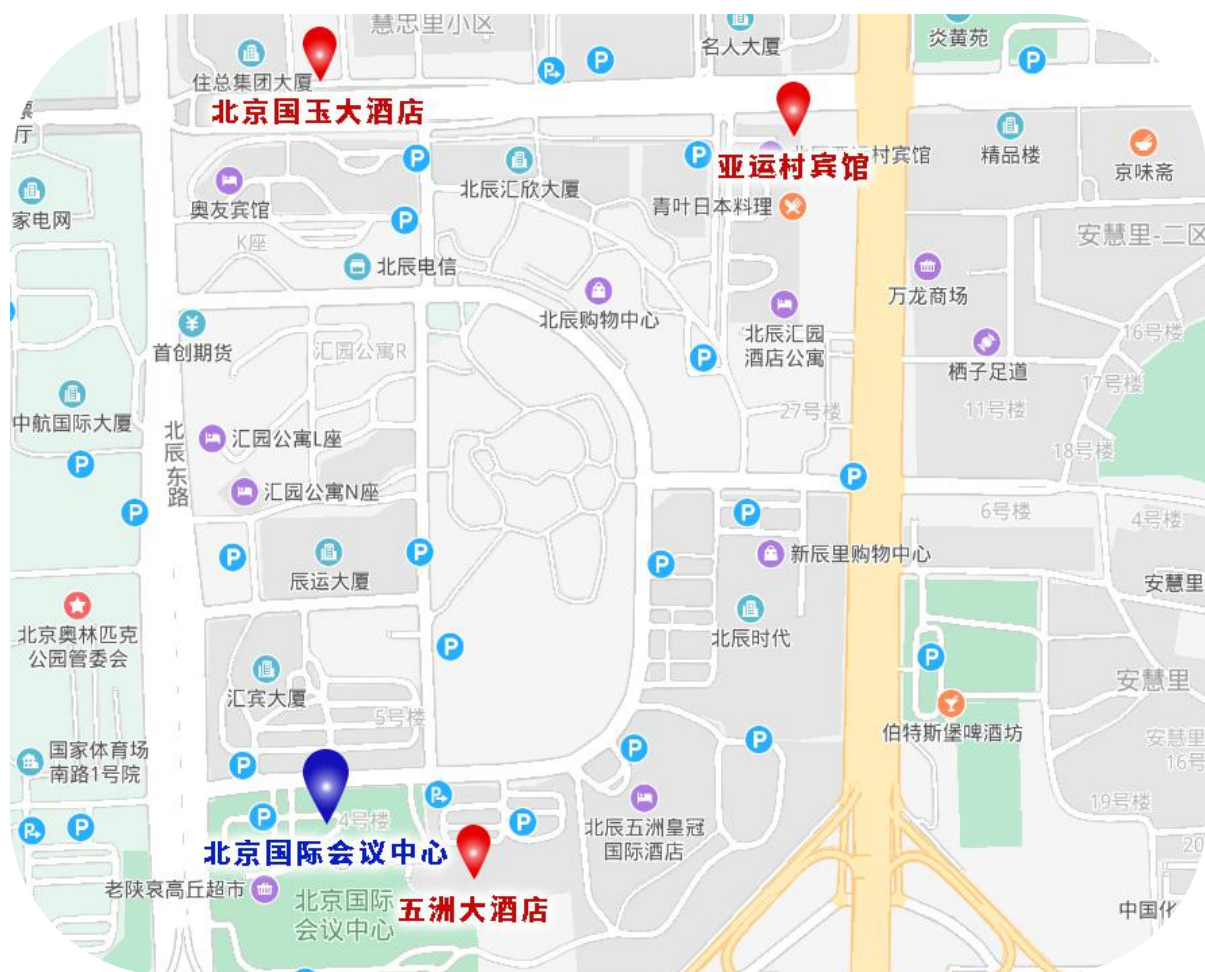 慧忠里小区
名人大厦
炎黄苑
住总集团大厦
北京国玉大酒店
P
P
P
票
厅
北辰亚运村宾馆
亚运村宾馆
精品楼
京味斋
P
P
家电网
奥友宾馆
北辰汇欣大厦
青叶日本料理
P
K座
北辰电信
安慧里-二区
万龙商场
北辰购物中心
首创期货
汇园公寓R
北辰汇园
酒店公寓
P
16号楼
栖子足道
17号楼
中航国际大厦
北辰东路
汇园公寓L座
27号楼
11号楼
18号楼
P
P
汇园公寓N座
P
P
6号楼
4号楼
P
P
P
辰运大厦
新辰里购物中心
安慧里
北京奥林匹克
公园管委会
北辰时代
P
P
安慧里
汇宾大厦
5号楼
伯特斯堡啤酒坊
国家体育场
南路1号院
P
P
P
安慧里
16号
P
P
P
4号楼
P
P
北辰五洲皇冠
国际酒店
19号楼
20
北京国际会议中心
老陕袁高丘超市
北京国际
会议中心
五洲大酒店
中国化